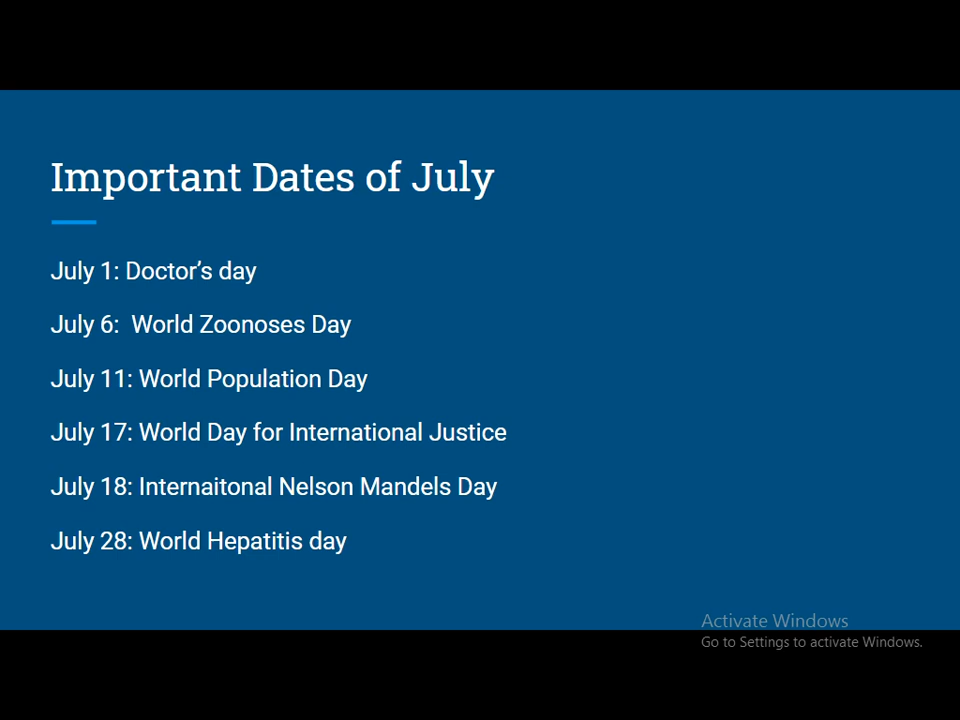 Important Dates of July
July 1: Doctor’s day
July 6:  World Zoonoses Day
July 11: World Population Day
July 17: World Day for International Justice
July 18: Internaitonal Nelson Mandels Day
July 28: World Hepatitis day
Activate Windows
Go to Settings to activate Windows.